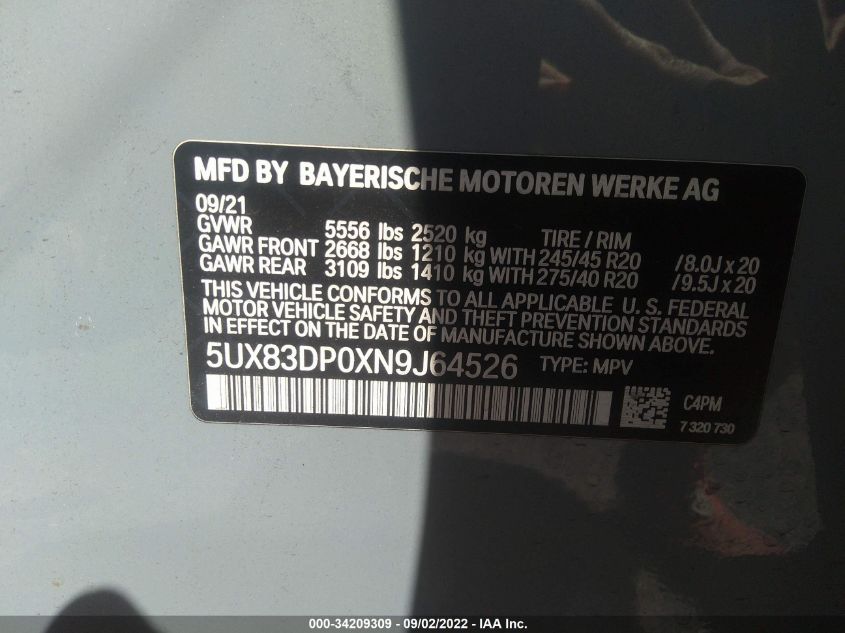 MFD BY BAYERISCHE MOTOREN WERKE AG
09/21
GVWR 5556 lbs 2520 kg TIRE / RIM
GAWR FRONT 2668 lbs 1210 kg WITH 245/45 R20 /8.0J x 20
GAWR REAR 3109 lbs 1410 kg WITH 275/40 R20 /9.5J x 20
THIS VEHICLE CONFORMS TO ALL APPLICABLE U. S. FEDERAL
MOTOR VEHICLE SAFETY AND THEFT PREVENTION STANDARDS
IN EFFECT ON THE DATE OF MANUFACTURE SHOWN ABOVE.
5UX83DP0XN9J64526 TYPE: MPV
C4PM
7 320 730
000-34209309 - 09/02/2022 - IAA Inc.